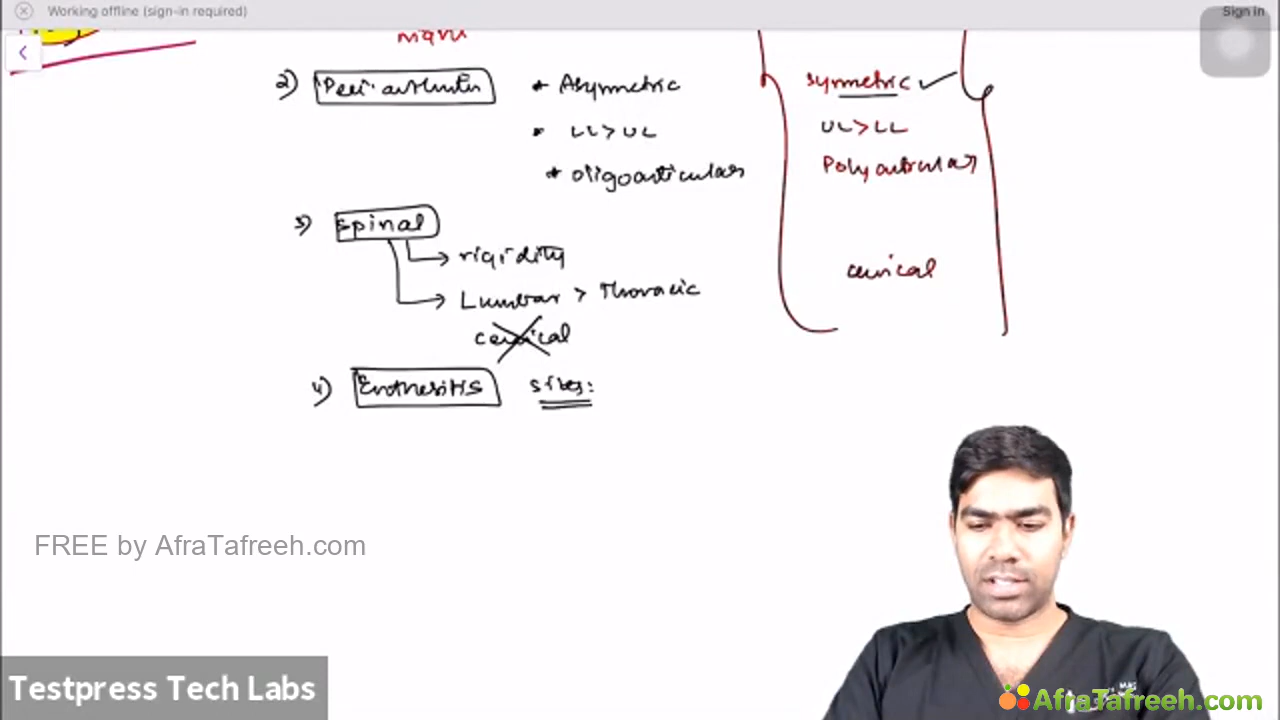 Working offline (sign-in required)
Sign in
2) Peri. arthritis * Asymmetric symmetric
• LL > UL UL > LL
* oligoarticular Polyarticular
3) Spinal
→ rigidity
→ Lumbar > Thoracic cervical
cervical
4) Enthesitis sites:
FREE by AfraTafreeh.com
Testpress Tech Labs
AfraTafreeh.com